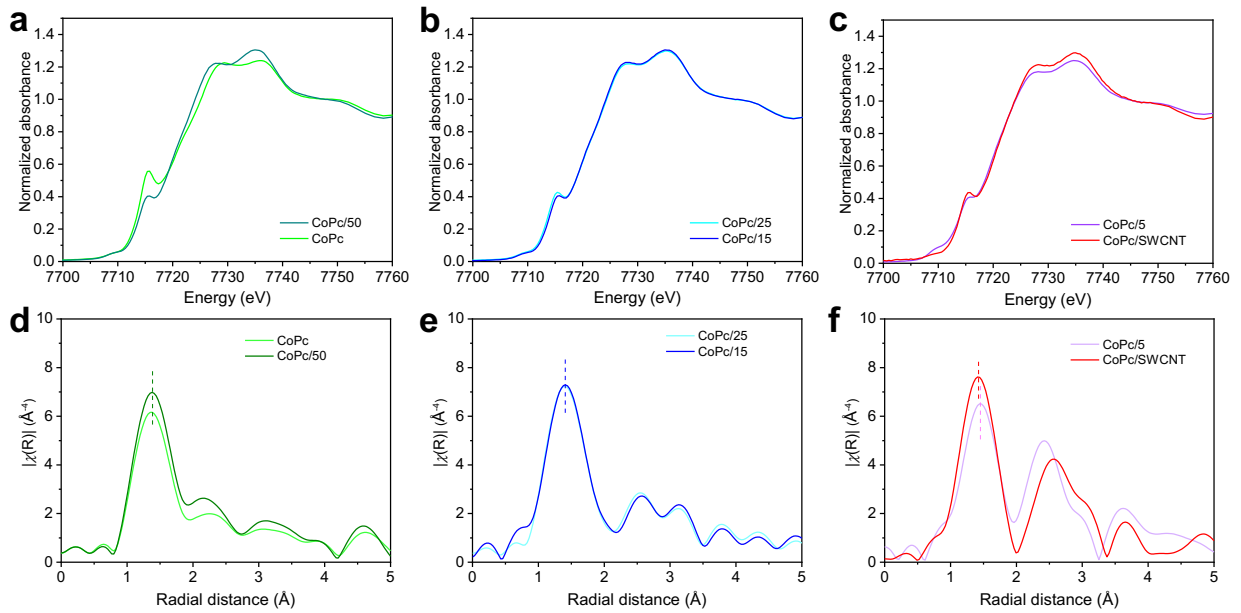 a
1.4
1.2
1.0
0.8
0.6
0.4
0.2
0.0
Normalized absorbance
CoPc/50
CoPc
7700 7710 7720 7730 7740 7750 7760
Energy (eV)
b
1.4
1.2
1.0
0.8
0.6
0.4
0.2
0.0
Normalized absorbance
CoPc/25
CoPc/15
7700 7710 7720 7730 7740 7750 7760
Energy (eV)
c
1.4
1.2
1.0
0.8
0.6
0.4
0.2
0.0
Normalized absorbance
CoPc/5
CoPc/SWCNT
7700 7710 7720 7730 7740 7750 7760
Energy (eV)
d
10
8
6
4
2
0
|χ(R)| (Å⁻⁴)
CoPc
CoPc/50
0 1 2 3 4 5
Radial distance (Å)
e
10
8
6
4
2
0
|χ(R)| (Å⁻⁴)
CoPc/25
CoPc/15
0 1 2 3 4 5
Radial distance (Å)
f
10
8
6
4
2
0
|χ(R)| (Å⁻⁴)
CoPc/5
CoPc/SWCNT
0 1 2 3 4 5
Radial distance (Å)